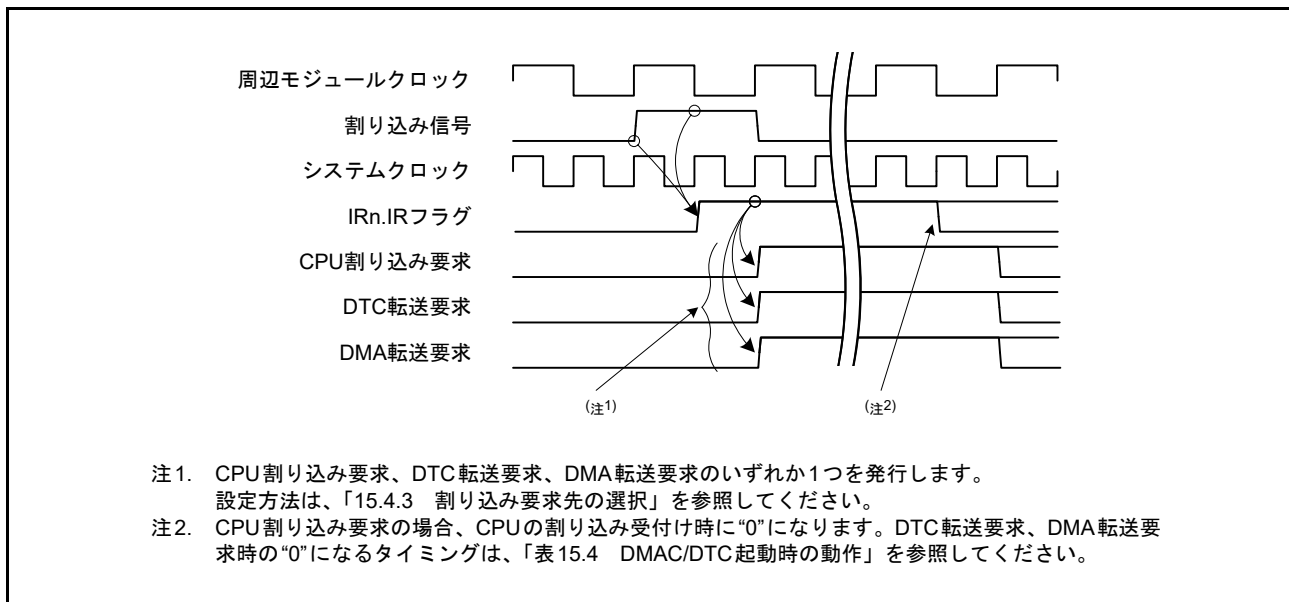 周辺モジュールクロック
割り込み信号
システムクロック
IRn.IRフラグ
CPU割り込み要求
DTC転送要求
DMA転送要求
(注1)
(注2)
注1. CPU割り込み要求、DTC転送要求、DMA転送要求のいずれか1つを発行します。
設定方法は、「15.4.3 割り込み要求先の選択」を参照してください。
注2. CPU割り込み要求の場合、CPUの割り込み受付け時に“0”になります。DTC転送要求、DMA転送要
求時の“0”になるタイミングは、「表15.4 DMAC/DTC起動時の動作」を参照してください。